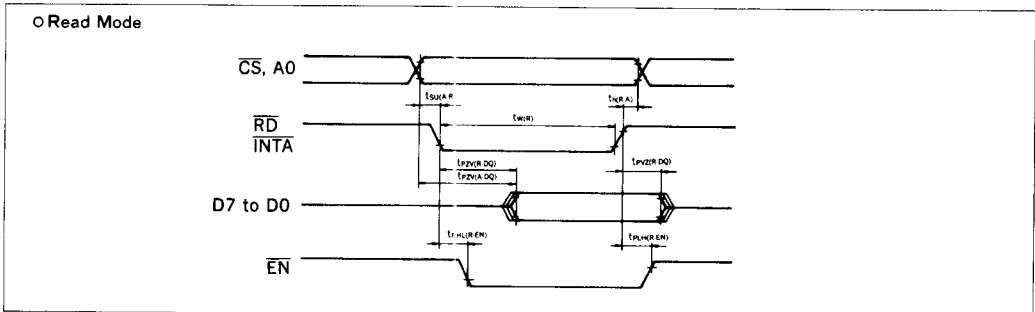 ○ Read Mode
CS, A0
tSU(A-R)
th(R-A)
tW(R)
RD
INTA
tPZV(R-DQ)
tPVZ(R-DQ)
tPZV(A-DQ)
D7 to D0
tPHL(R-EN)
tPLH(R-EN)
EN